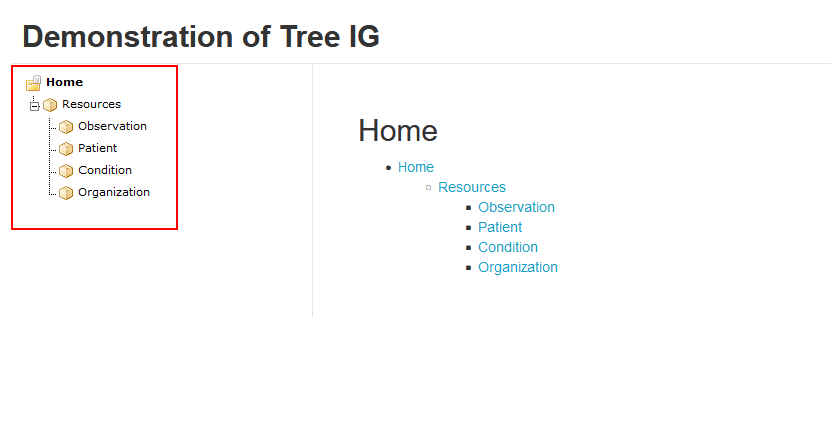 Demonstration of Tree IG
Home
Resources
Observation
Patient
Condition
Organization
Home
Home
Resources
Observation
Patient
Condition
Organization